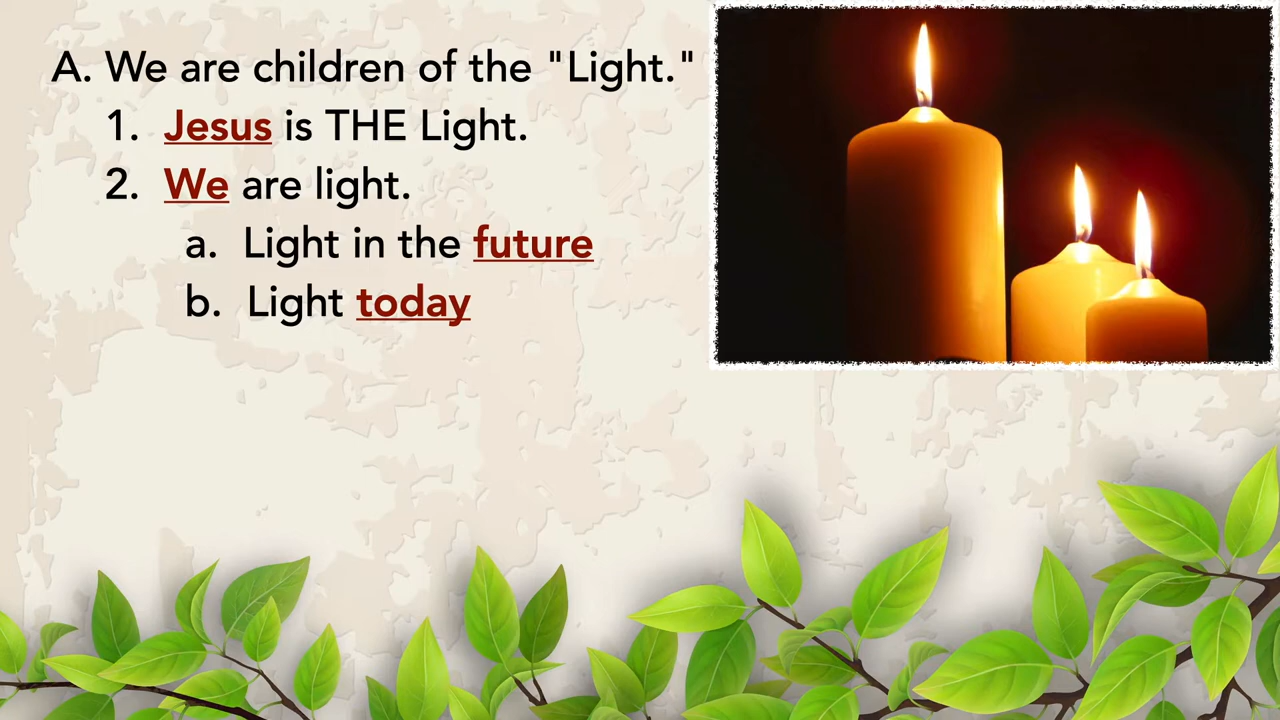 A. We are children of the "Light."
1. Jesus is THE Light.
2. We are light.
a. Light in the future
b. Light today